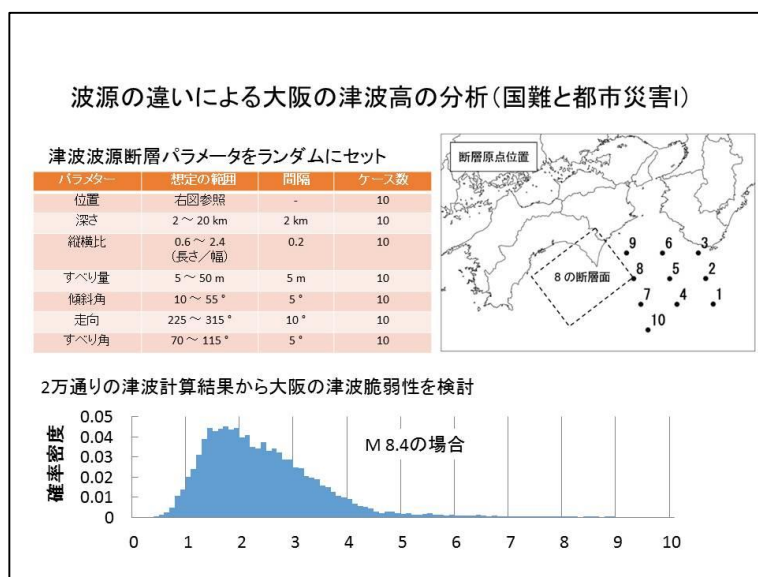 波源の違いによる大阪の津波高の分析(国難と都市災害I)
津波波源断層パラメータをランダムにセット
パラメター 想定の範囲 間隔 ケース数
位置 右図参照 - 10
深さ 2～20 km 2 km 10
縦横比 0.6～2.4 0.2 10
(長さ／幅)
すべり量 5～50 m 5 m 10
傾斜角 10～55° 5° 10
走向 225～315° 10° 10
すべり角 70～115° 5° 10
断層原点位置
9 6 3
8の断層面 8 5 2
7 4 1
10
2万通りの津波計算結果から大阪の津波脆弱性を検討
確率密度
0.05
0.04
0.03
0.02
0.01
0
M 8.4の場合
0 1 2 3 4 5 6 7 8 9 10